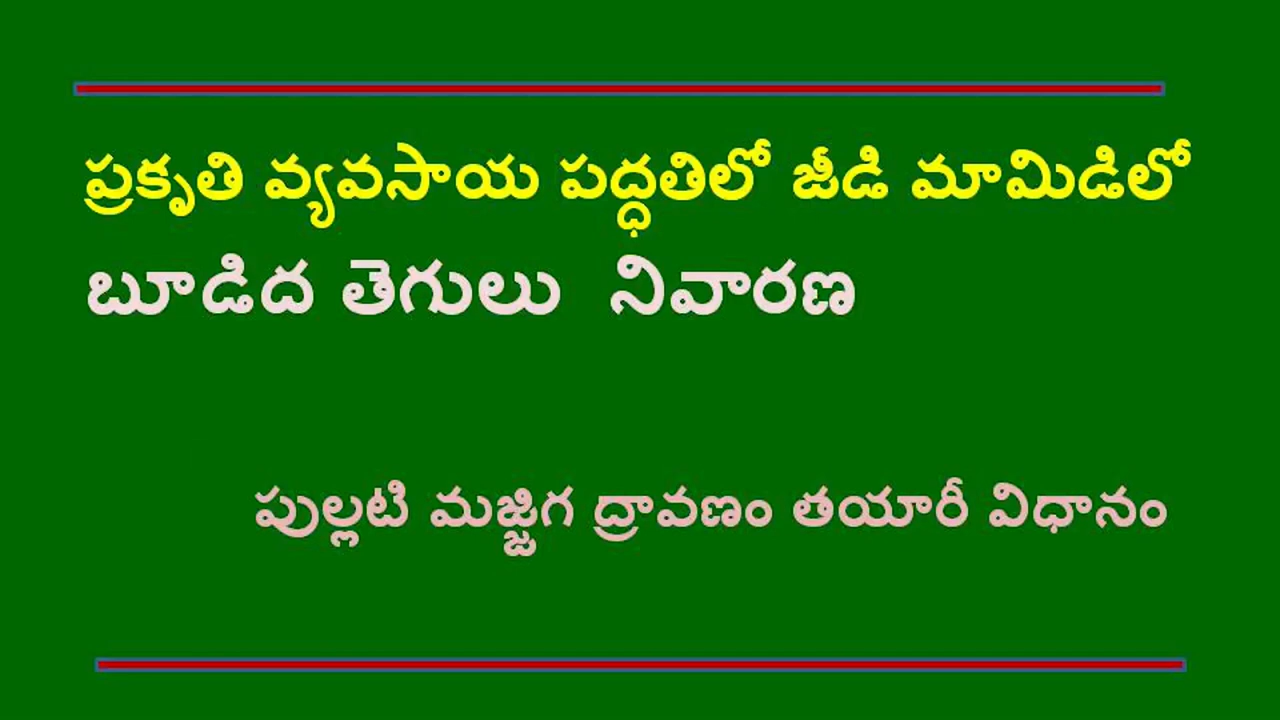 ప్రకృతి వ్యవసాయ పద్ధతిలో జీడి మామిడిలో
బూడిద తెగులు నివారణ
పుల్లటి మజ్జిగ ద్రావణం తయారీ విధానం